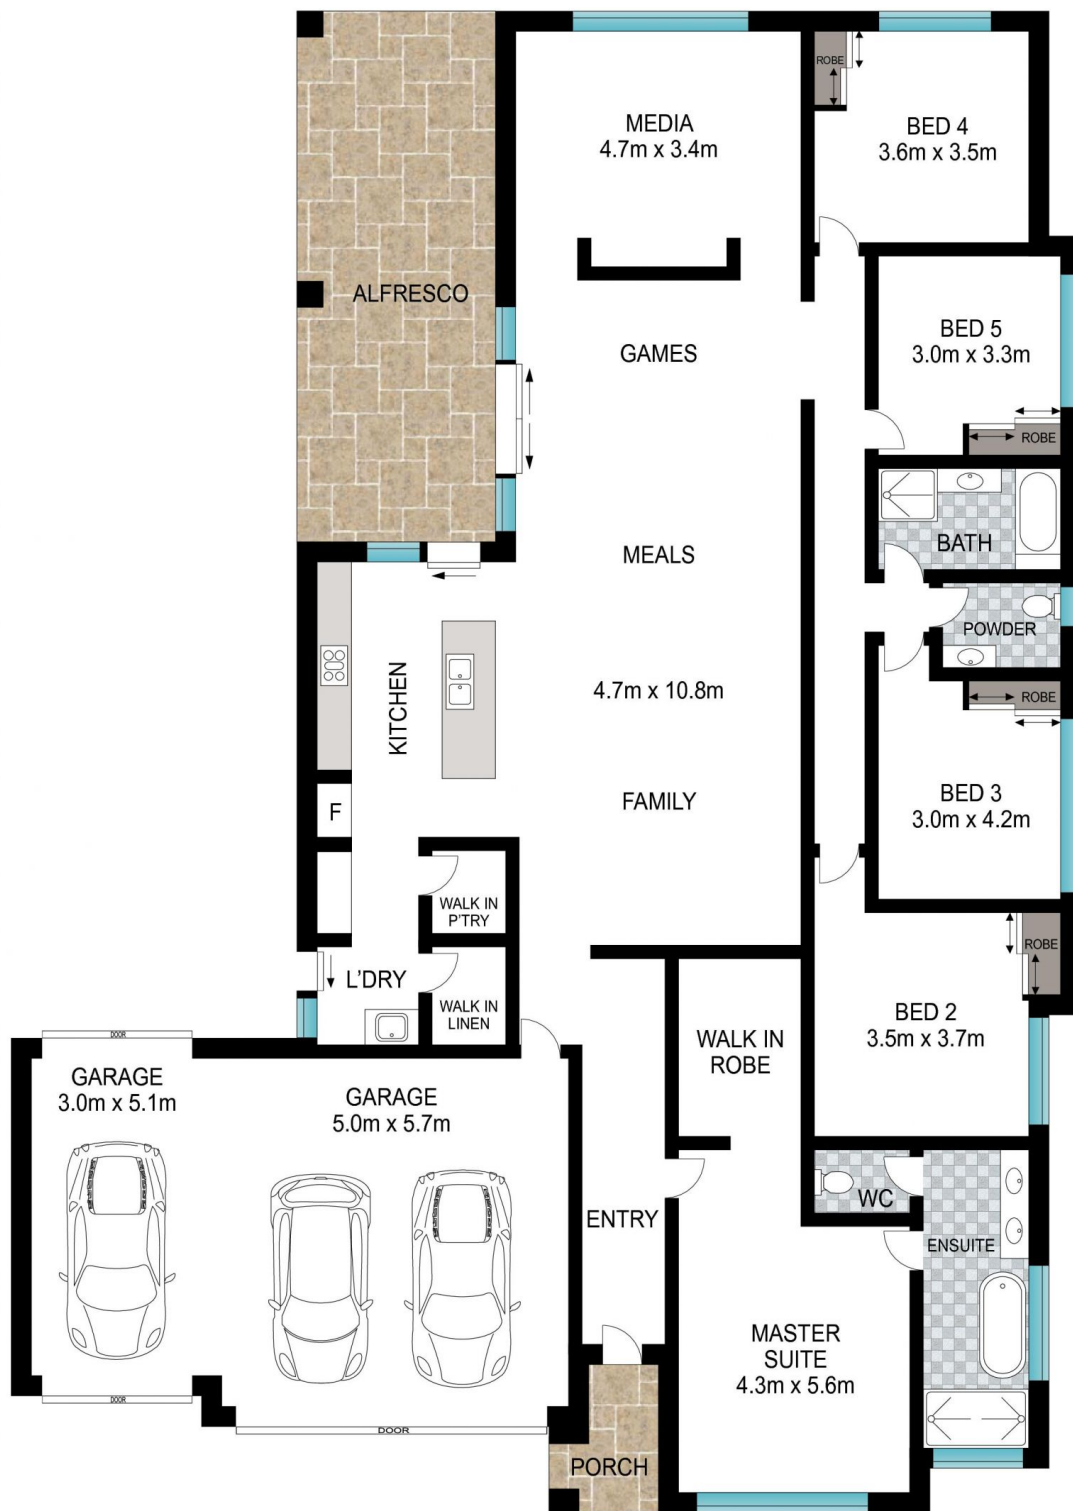 MEDIA
4.7m x 3.4m
ROBE
BED 4
3.6m x 3.5m
ALFRESCO
GAMES
BED 5
3.0m x 3.3m
ROBE
BATH
MEALS
POWDER
KITCHEN
4.7m x 10.8m
ROBE
F
FAMILY
BED 3
3.0m x 4.2m
WALK IN
P'TRY
ROBE
L'DRY
WALK IN
LINEN
BED 2
3.5m x 3.7m
WALK IN
ROBE
DOOR
GARAGE
3.0m x 5.1m
GARAGE
5.0m x 5.7m
WC
ENTRY
ENSUITE
MASTER
SUITE
4.3m x 5.6m
DOOR
DOOR
PORCH